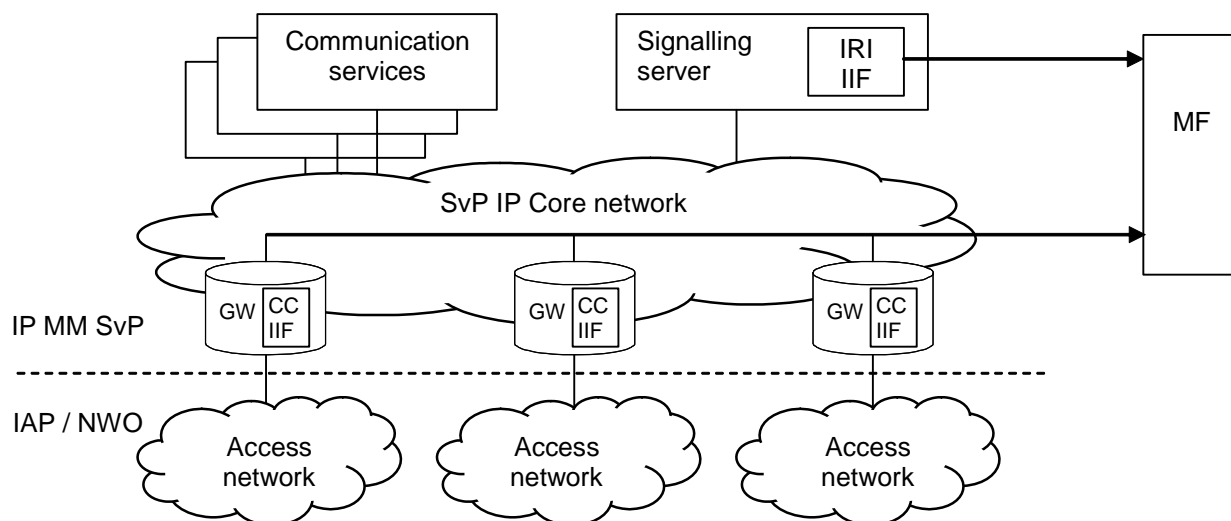 Communication
services
Signalling
server
IRI
IIF
MF
SvP IP Core network
GW
CC
IIF
GW
CC
IIF
GW
CC
IIF
IP MM SvP
IAP / NWO
Access
network
Access
network
Access
network